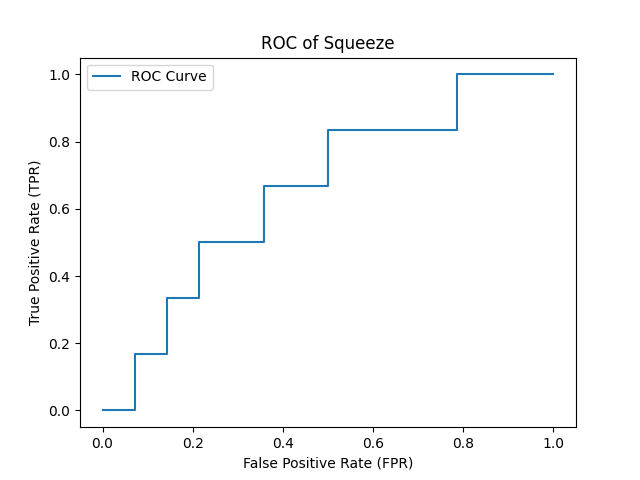 ROC of Squeeze
ROC Curve
True Positive Rate (TPR)
1.0
0.8
0.6
0.4
0.2
0.0
0.0 0.2 0.4 0.6 0.8 1.0
False Positive Rate (FPR)